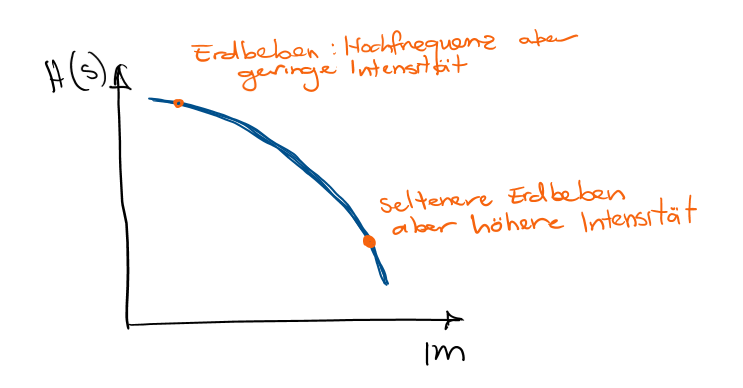 Erdbeben : Hochfrequenz aber
geringe Intensität
H(s)
seltenere Erdbeben
aber höhere Intensität
IM